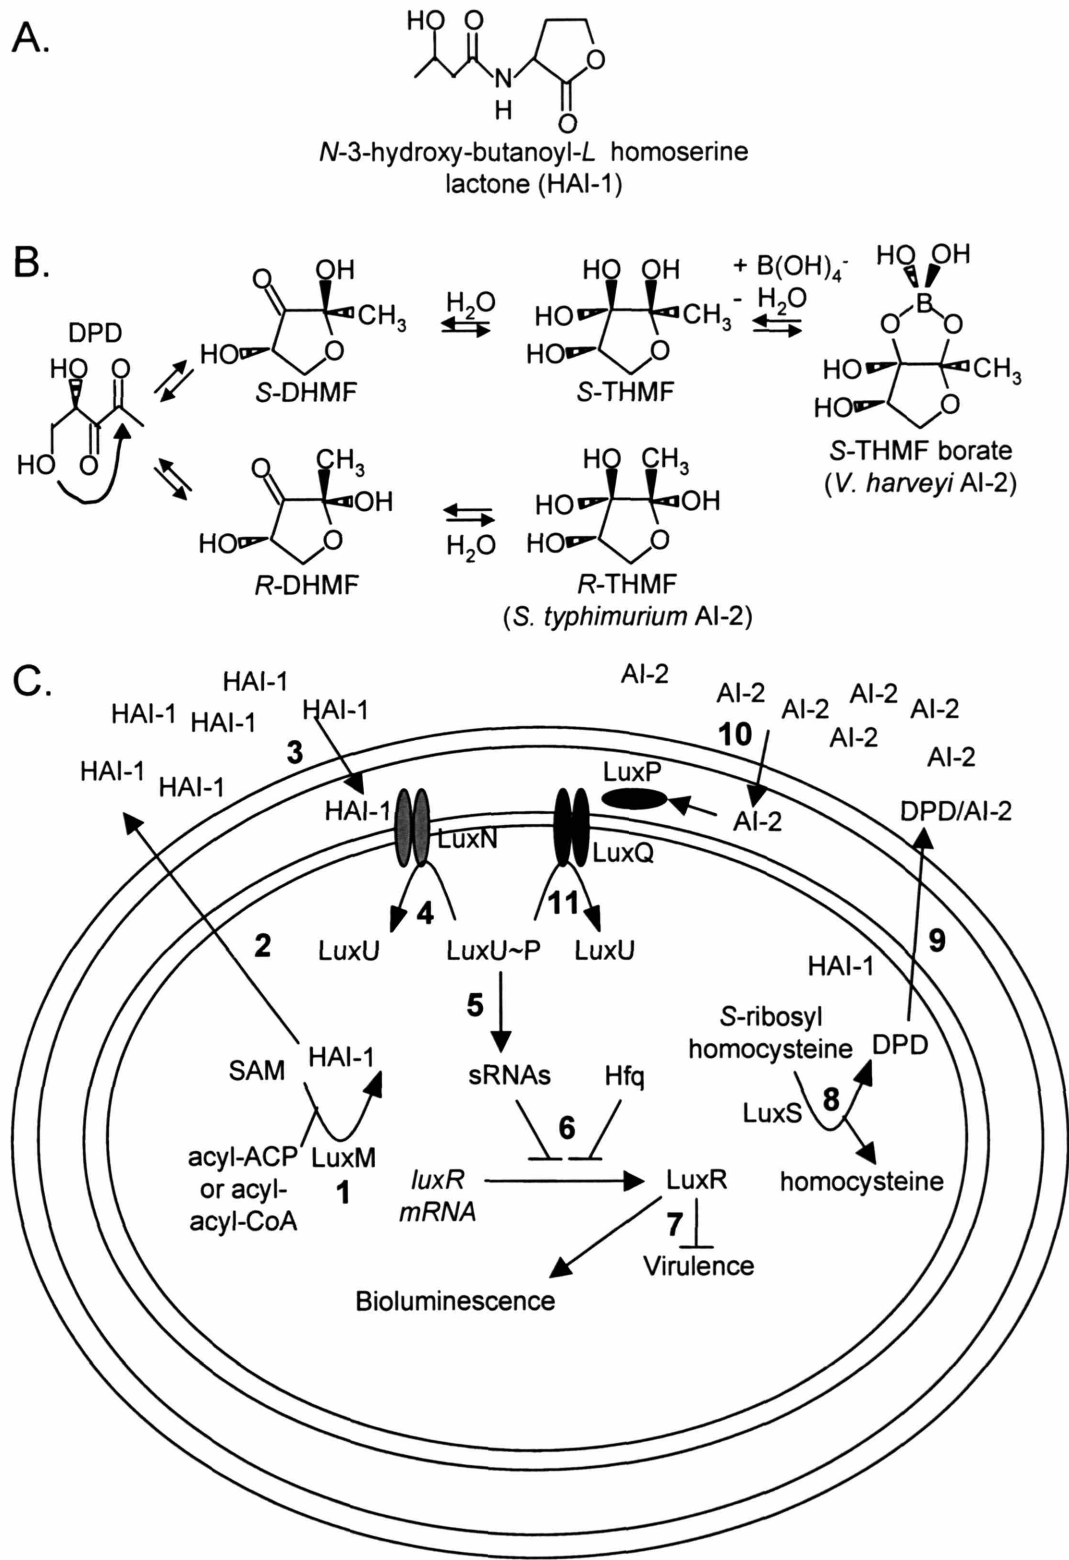 A.
HO
O
N
H
O
O
N-3-hydroxy-butanoyl-L homoserine
lactone (HAI-1)
B.
DPD
HO
O
HO
O
O
OH
CH3
HO
O
S-DHMF
H2O
HO OH
HO
CH3
HO
O
S-THMF
+ B(OH)4-
- H2O
HO OH
B
O O
HO
CH3
HO
O
S-THMF borate
(V. harveyi AI-2)
O
CH3
OH
HO
O
R-DHMF
H2O
HO CH3
HO
OH
HO
O
R-THMF
(S. typhimurium AI-2)
C.
HAI-1
HAI-1
HAI-1
HAI-1
HAI-1
HAI-1
AI-2
AI-2
AI-2
AI-2
AI-2
AI-2
AI-2
3
10
HAI-1
LuxN
LuxP
LuxQ
AI-2
DPD/AI-2
4
11
2
LuxU
LuxU~P
LuxU
9
HAI-1
5
S-ribosyl
homocysteine
DPD
SAM
HAI-1
sRNAs
Hfq
LuxS
8
6
acyl-ACP
or acyl-
acyl-CoA
LuxM
1
luxR
mRNA
LuxR
homocysteine
7
Virulence
Bioluminescence